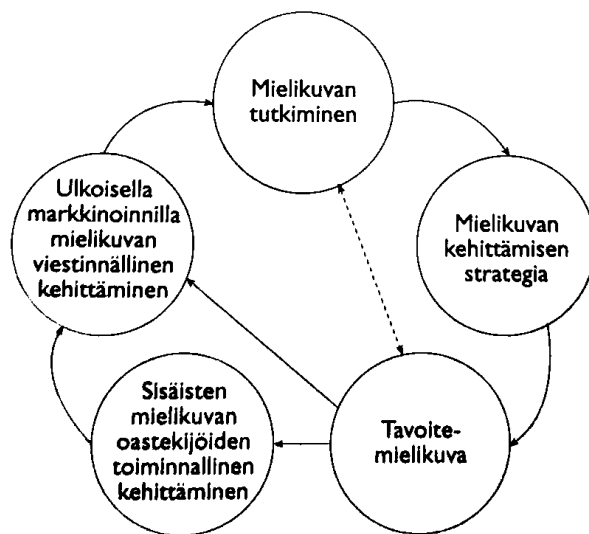 Mielikuvan
tutkiminen
Mielikuvan
kehittämisen
strategia
Tavoite-
mielikuva
Sisäisten
mielikuvan
oastekijöiden
toiminnallinen
kehittäminen
Ulkoisella
markkinoinnilla
mielikuvan
viestinnällinen
kehittäminen